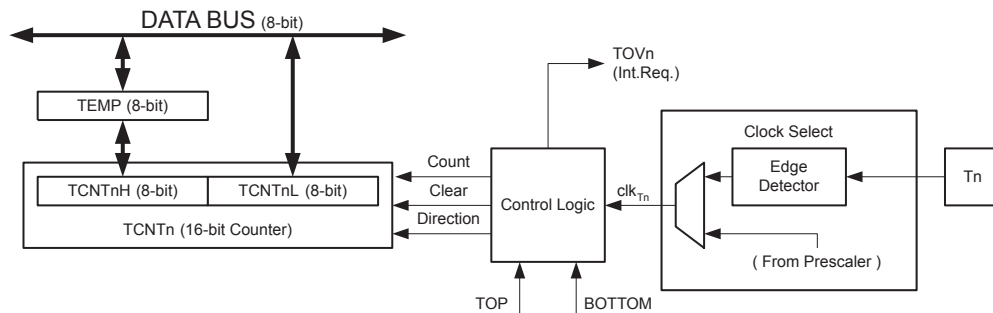 DATA BUS (8-bit)
TOVn
(Int.Req.)
TEMP (8-bit)
Clock Select
Count
TCNTnH (8-bit) TCNTnL (8-bit)
Clear
Control Logic
clkTn
Edge
Detector
Tn
TCNTn (16-bit Counter)
Direction
( From Prescaler )
TOP
BOTTOM